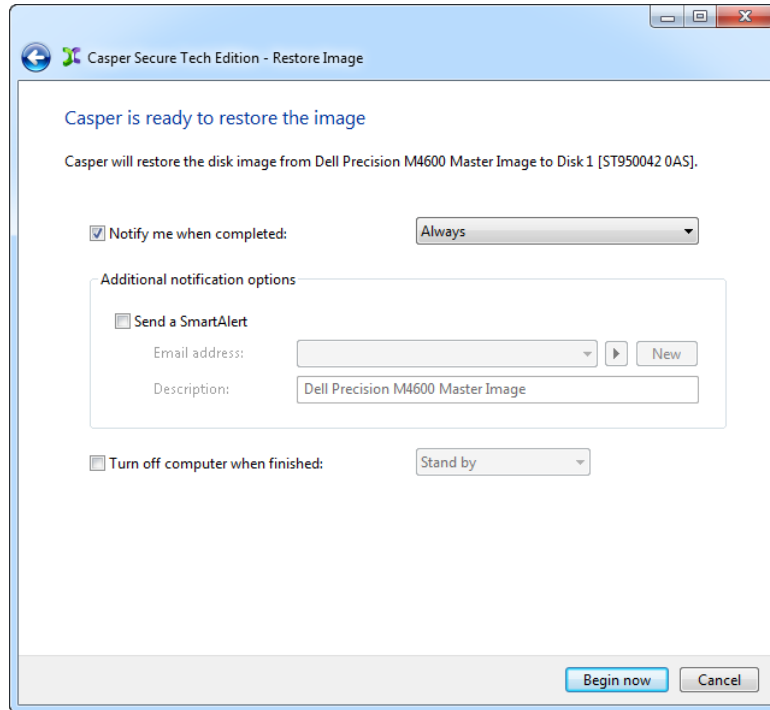 Casper Secure Tech Edition - Restore Image
Casper is ready to restore the image
Casper will restore the disk image from Dell Precision M4600 Master Image to Disk 1 [ST950042 0AS].
Notify me when completed: Always
Additional notification options
Send a SmartAlert
Email address: New
Description: Dell Precision M4600 Master Image
Turn off computer when finished: Stand by
Begin now Cancel